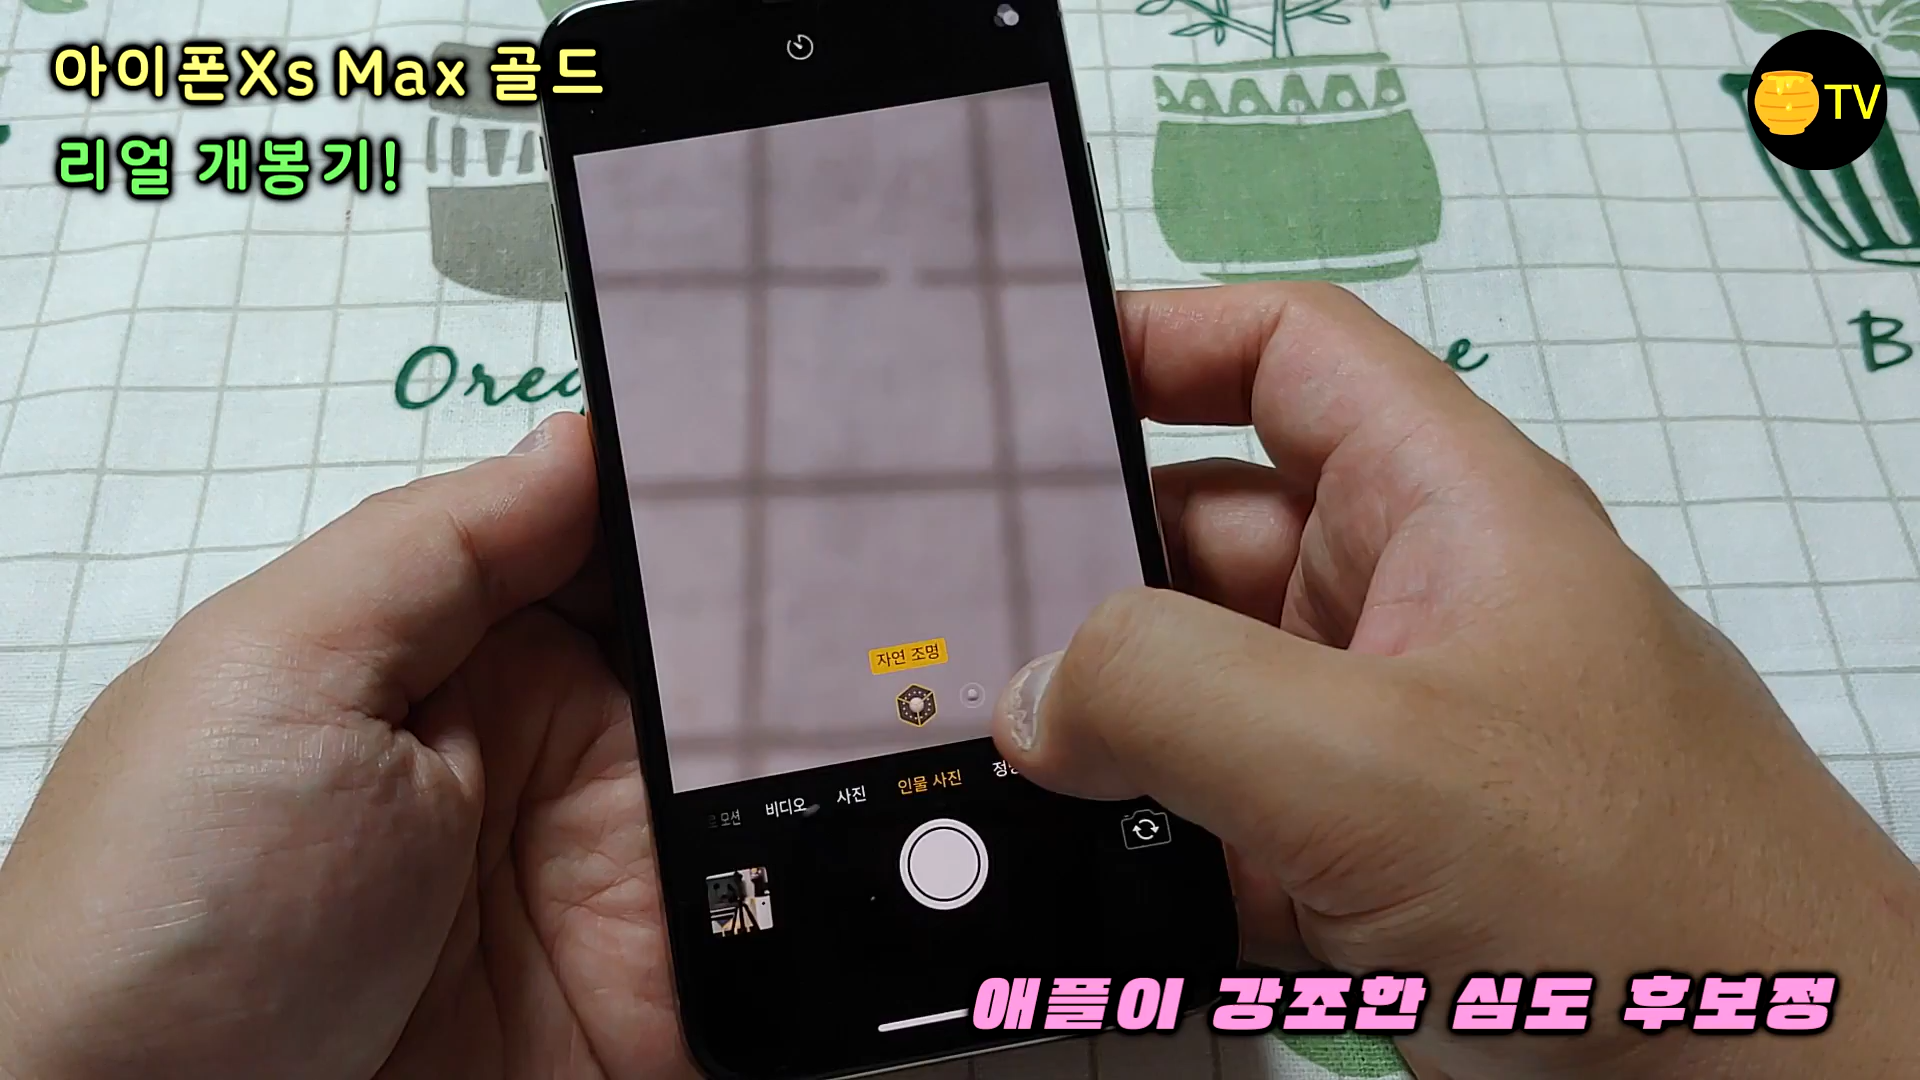 아이폰Xs Max 골드
리얼 개봉기!
TV
자연 조명
비디오
사진
인물 사진
애플이 강조한 심도 후보정